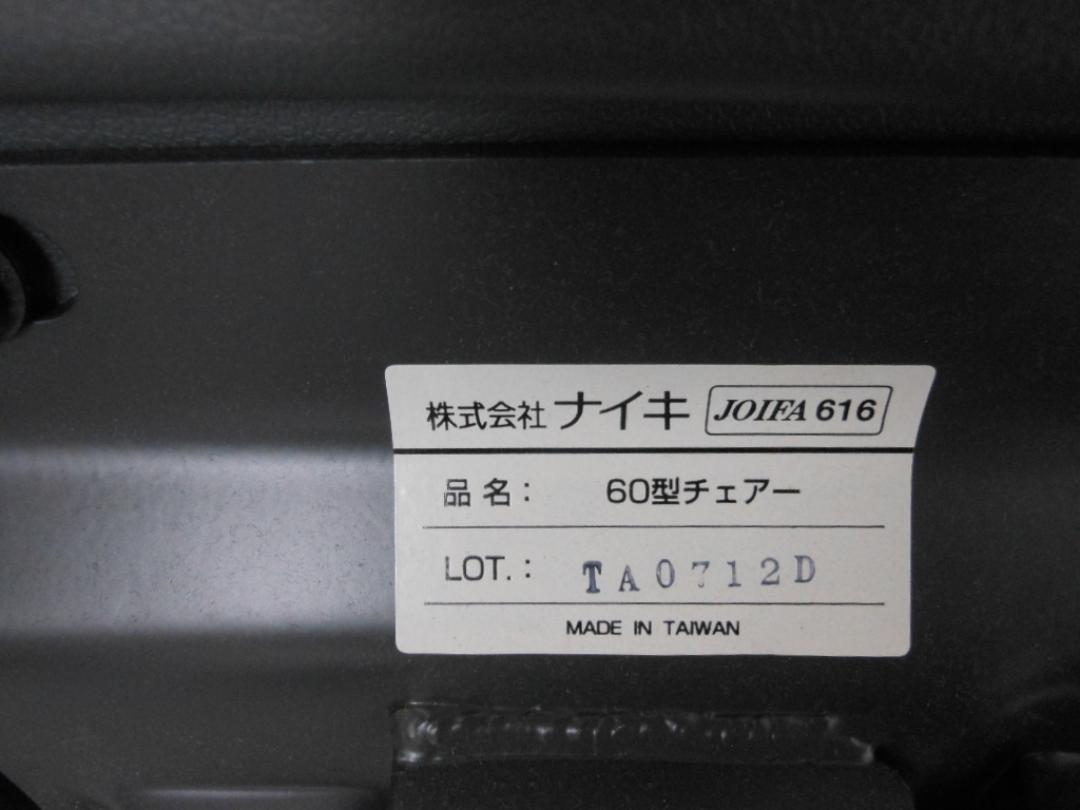 株式会社 ナイキ JOIFA 616
品名: 60型チェアー
LOT.: TA0712D
MADE IN TAIWAN